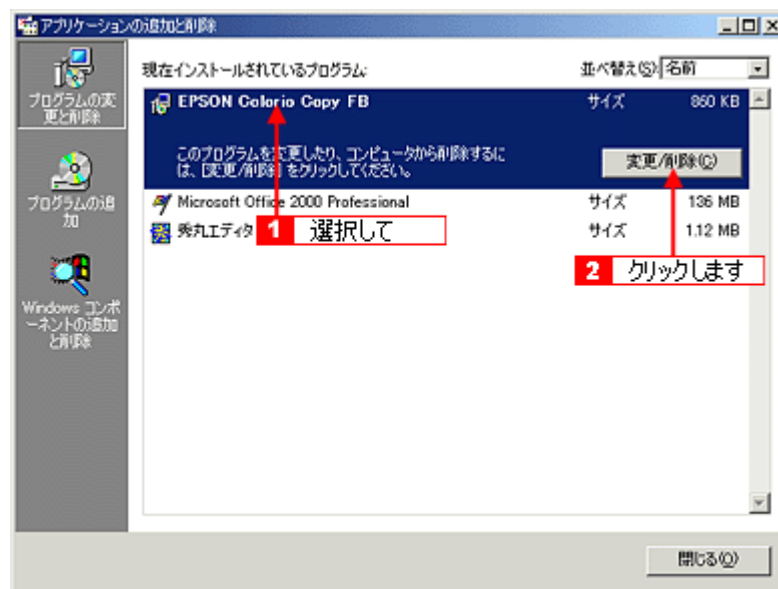 アプリケーションの追加と削除
プログラムの変
更と削除
プログラムの追
加
Windows コンポ
ーネントの追加
と削除
現在インストールされているプログラム:
並べ替え(S):
名前
EPSON Colorio Copy FB
サイズ
860 KB
このプログラムを変更したり、コンピュータから削除するに
は、[変更/削除] をクリックしてください。
変更/削除(C)
Microsoft Office 2000 Professional
サイズ
136 MB
秀丸エディタ
サイズ
1.12 MB
1 選択して
2 クリックします
閉じる(O)